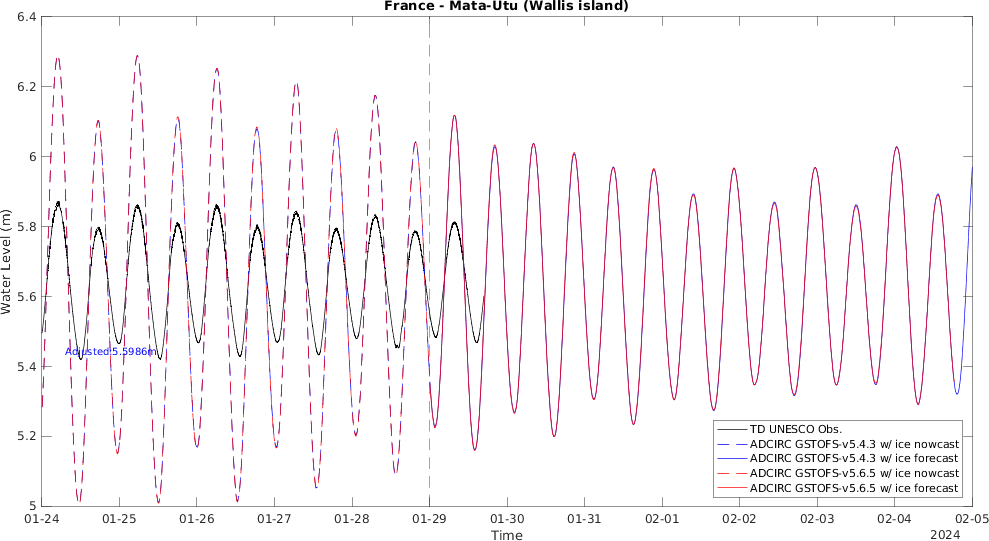 France - Mata-Utu (Wallis island)
6.4
6.2
6
5.8
5.6
5.4
5.2
5
Water Level (m)
Adjusted:5.5986m
TD UNESCO Obs.
ADCIRC GSTOFS-v5.4.3 w/ ice nowcast
ADCIRC GSTOFS-v5.4.3 w/ ice forecast
ADCIRC GSTOFS-v5.6.5 w/ ice nowcast
ADCIRC GSTOFS-v5.6.5 w/ ice forecast
01-24 01-25 01-26 01-27 01-28 01-29 01-30 01-31 02-01 02-02 02-03 02-04 02-05
Time
2024